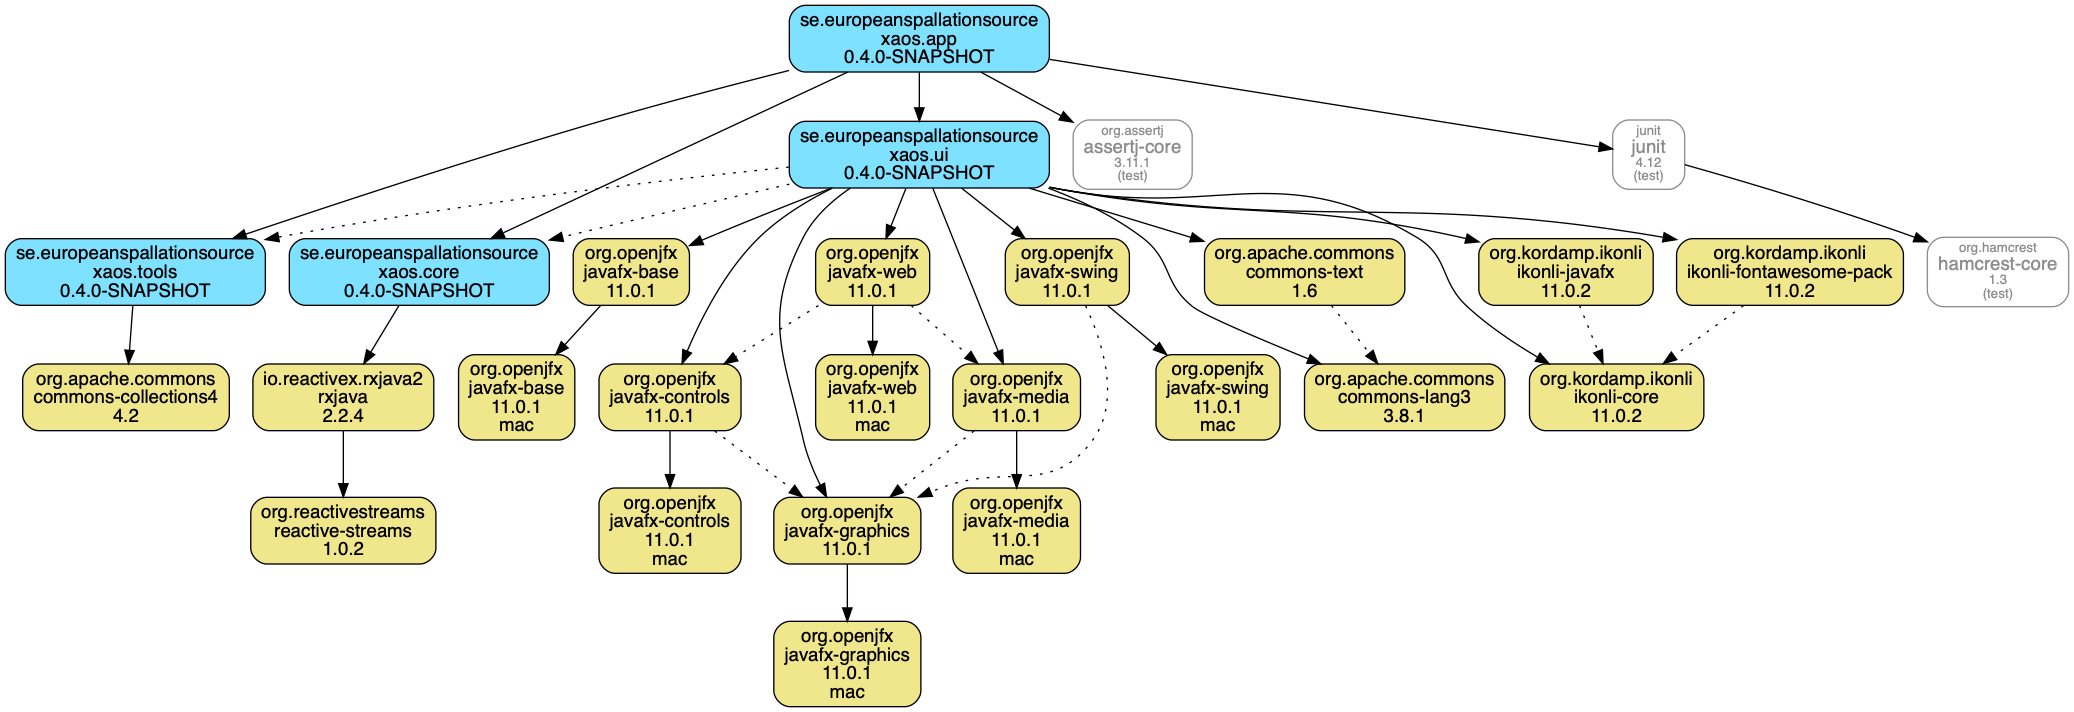 se.europeanspallationsource
xaos.app
0.4.0-SNAPSHOT
se.europeanspallationsource
xaos.ui
0.4.0-SNAPSHOT
org.assertj
assertj-core
3.11.1
(test)
junit
junit
4.12
(test)
se.europeanspallationsource
xaos.tools
0.4.0-SNAPSHOT
se.europeanspallationsource
xaos.core
0.4.0-SNAPSHOT
org.openjfx
javafx-base
11.0.1
org.openjfx
javafx-web
11.0.1
org.openjfx
javafx-swing
11.0.1
org.apache.commons
commons-text
1.6
org.kordamp.ikonli
ikonli-javafx
11.0.2
org.kordamp.ikonli
ikonli-fontawesome-pack
11.0.2
org.hamcrest
hamcrest-core
1.3
(test)
org.apache.commons
commons-collections4
4.2
io.reactivex.rxjava2
rxjava
2.2.4
org.openjfx
javafx-base
11.0.1
mac
org.openjfx
javafx-controls
11.0.1
org.openjfx
javafx-web
11.0.1
mac
org.openjfx
javafx-media
11.0.1
org.openjfx
javafx-swing
11.0.1
mac
org.apache.commons
commons-lang3
3.8.1
org.kordamp.ikonli
ikonli-core
11.0.2
org.reactivestreams
reactive-streams
1.0.2
org.openjfx
javafx-controls
11.0.1
mac
org.openjfx
javafx-graphics
11.0.1
org.openjfx
javafx-media
11.0.1
mac
org.openjfx
javafx-graphics
11.0.1
mac